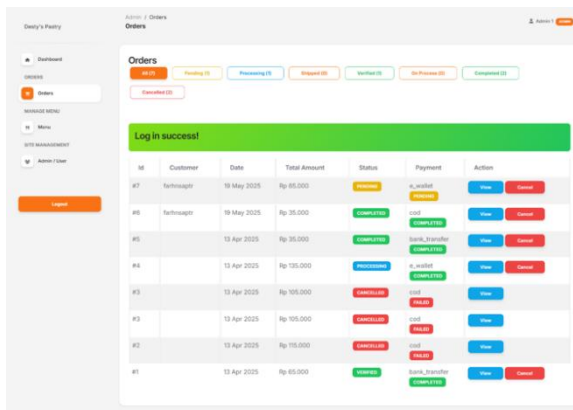 Desty's Pastry
Admin / Orders
Orders
Admin 1
Dashboard
ORDERS
Orders
MANAGE MENU
Menu
SITE MANAGEMENT
Admin / User
Logout
Orders
All (7)
Pending (1)
Processing (1)
Shipped (0)
Verified (1)
On Process (0)
Completed (2)
Cancelled (2)
Log in success!
Id Customer Date Total Amount Status Payment Action
#7 farhnsaptr 19 May 2025 Rp 65.000 PENDING e_wallet View Cancel
PENDING
#6 farhnsaptr 19 May 2025 Rp 35.000 COMPLETED cod View Cancel
COMPLETED
#5 13 Apr 2025 Rp 35.000 COMPLETED bank_transfer View Cancel
COMPLETED
#4 13 Apr 2025 Rp 135.000 PROCESSING e_wallet View Cancel
COMPLETED
#3 13 Apr 2025 Rp 105.000 CANCELLED cod View
FAILED
#3 13 Apr 2025 Rp 105.000 CANCELLED cod View
FAILED
#2 13 Apr 2025 Rp 115.000 CANCELLED cod View
FAILED
#1 13 Apr 2025 Rp 65.000 VERIFIED bank_transfer View Cancel
COMPLETED